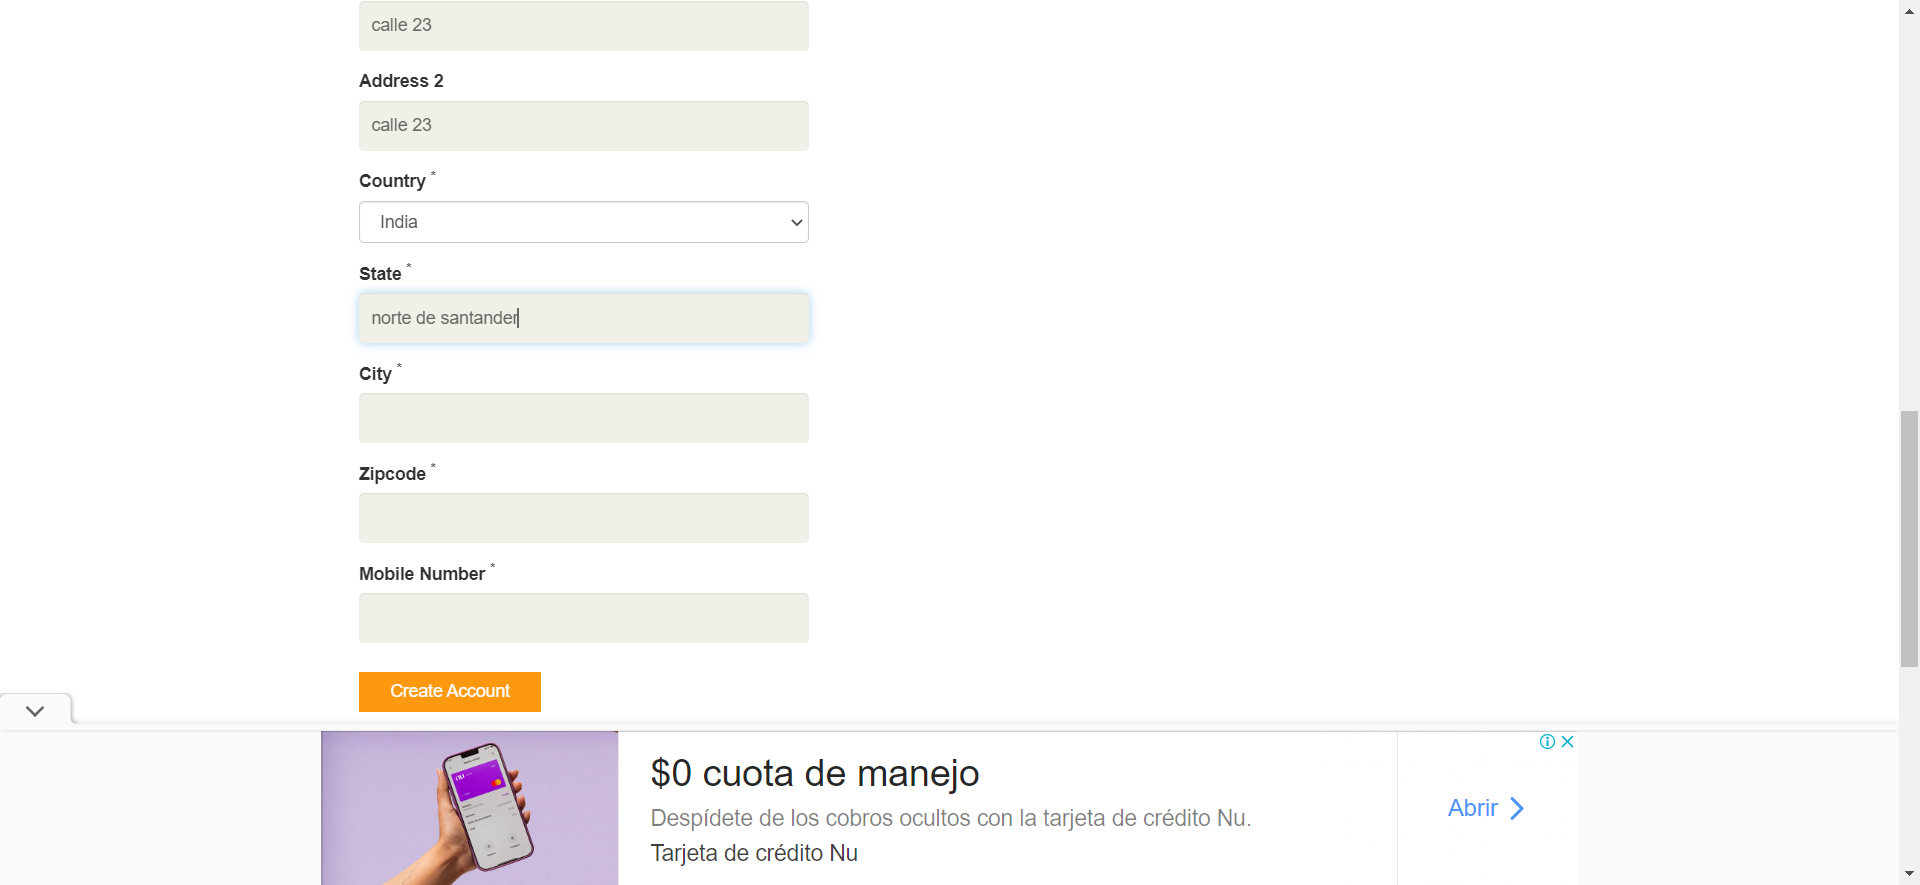 calle 23
Address 2
calle 23
Country *
India
State *
norte de santander
City *
Zipcode *
Mobile Number *
Create Account
$0 cuota de manejo
Despídete de los cobros ocultos con la tarjeta de crédito Nu.
Tarjeta de crédito Nu
Abrir